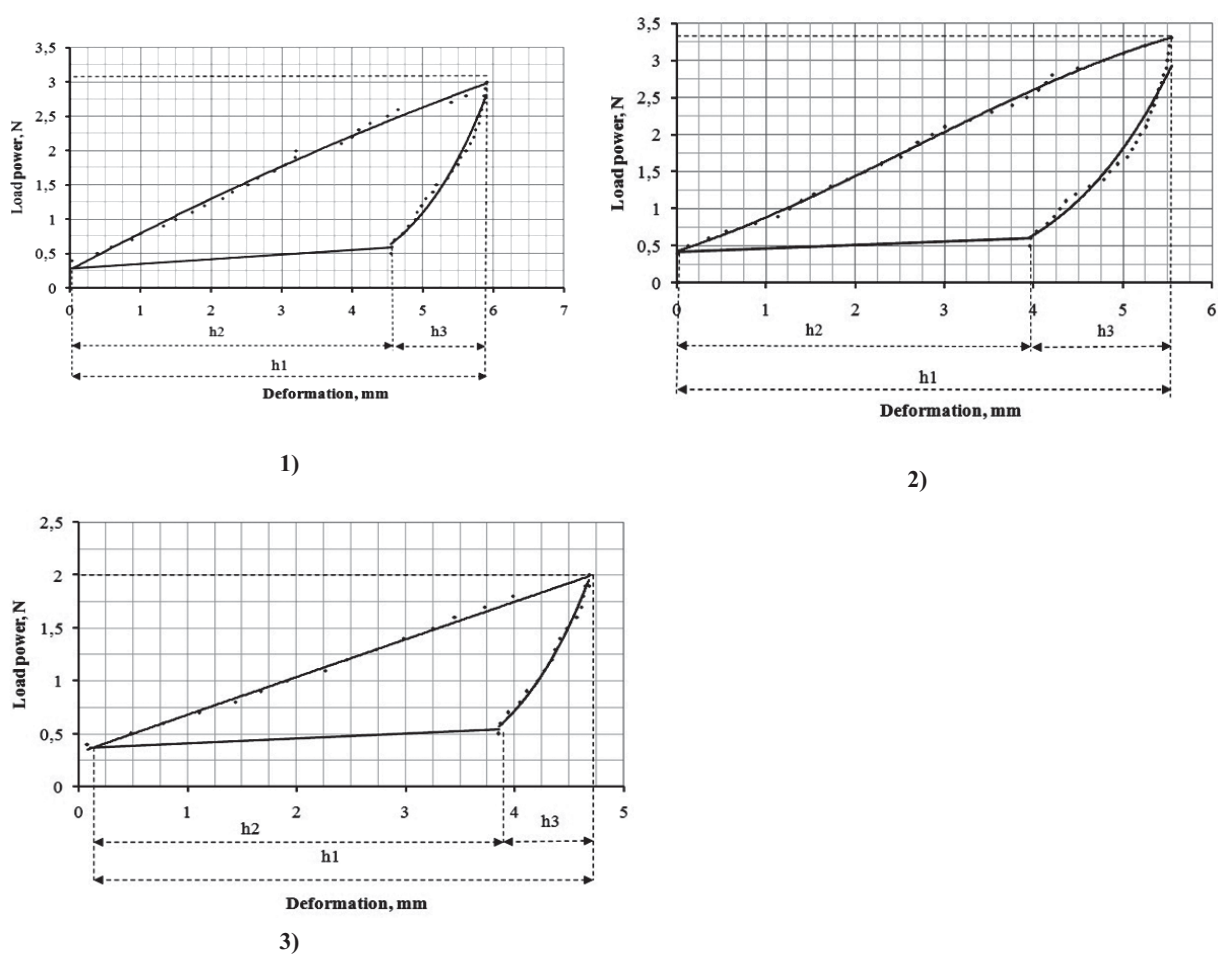 3,5
3
2,5
2
1,5
1
0,5
0
Load power, N
0 1 2 3 4 5 6 7
h2 h3
h1
Deformation, mm
1)
3,5
3
2,5
2
1,5
1
0,5
0
Load power, N
0 1 2 3 4 5 6
h2 h3
h1
Deformation, mm
2)
2,5
2
1,5
1
0,5
0
Load power, N
0 1 2 3 4 5
h2 h3
h1
Deformation, mm
3)